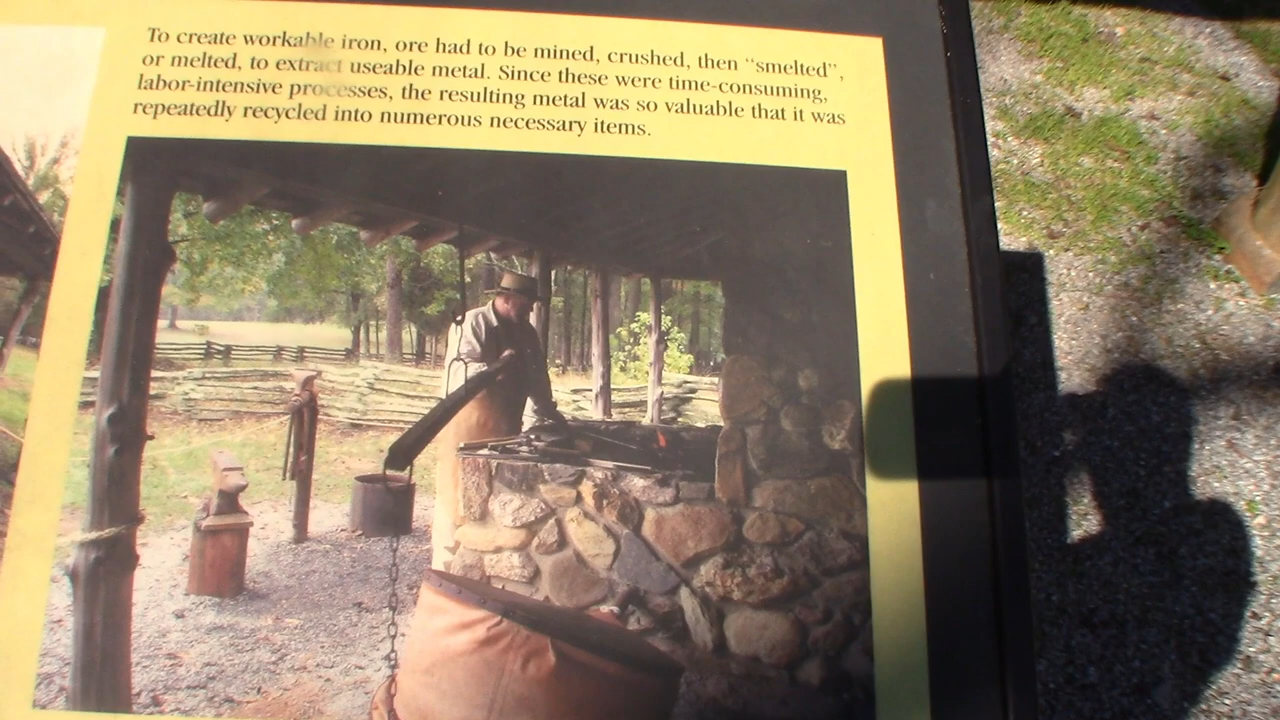 To create workable iron, ore had to be mined, crushed, then “smelted”,
or melted, to extract useable metal. Since these were time-consuming,
labor-intensive processes, the resulting metal was so valuable that it was
repeatedly recycled into numerous necessary items.